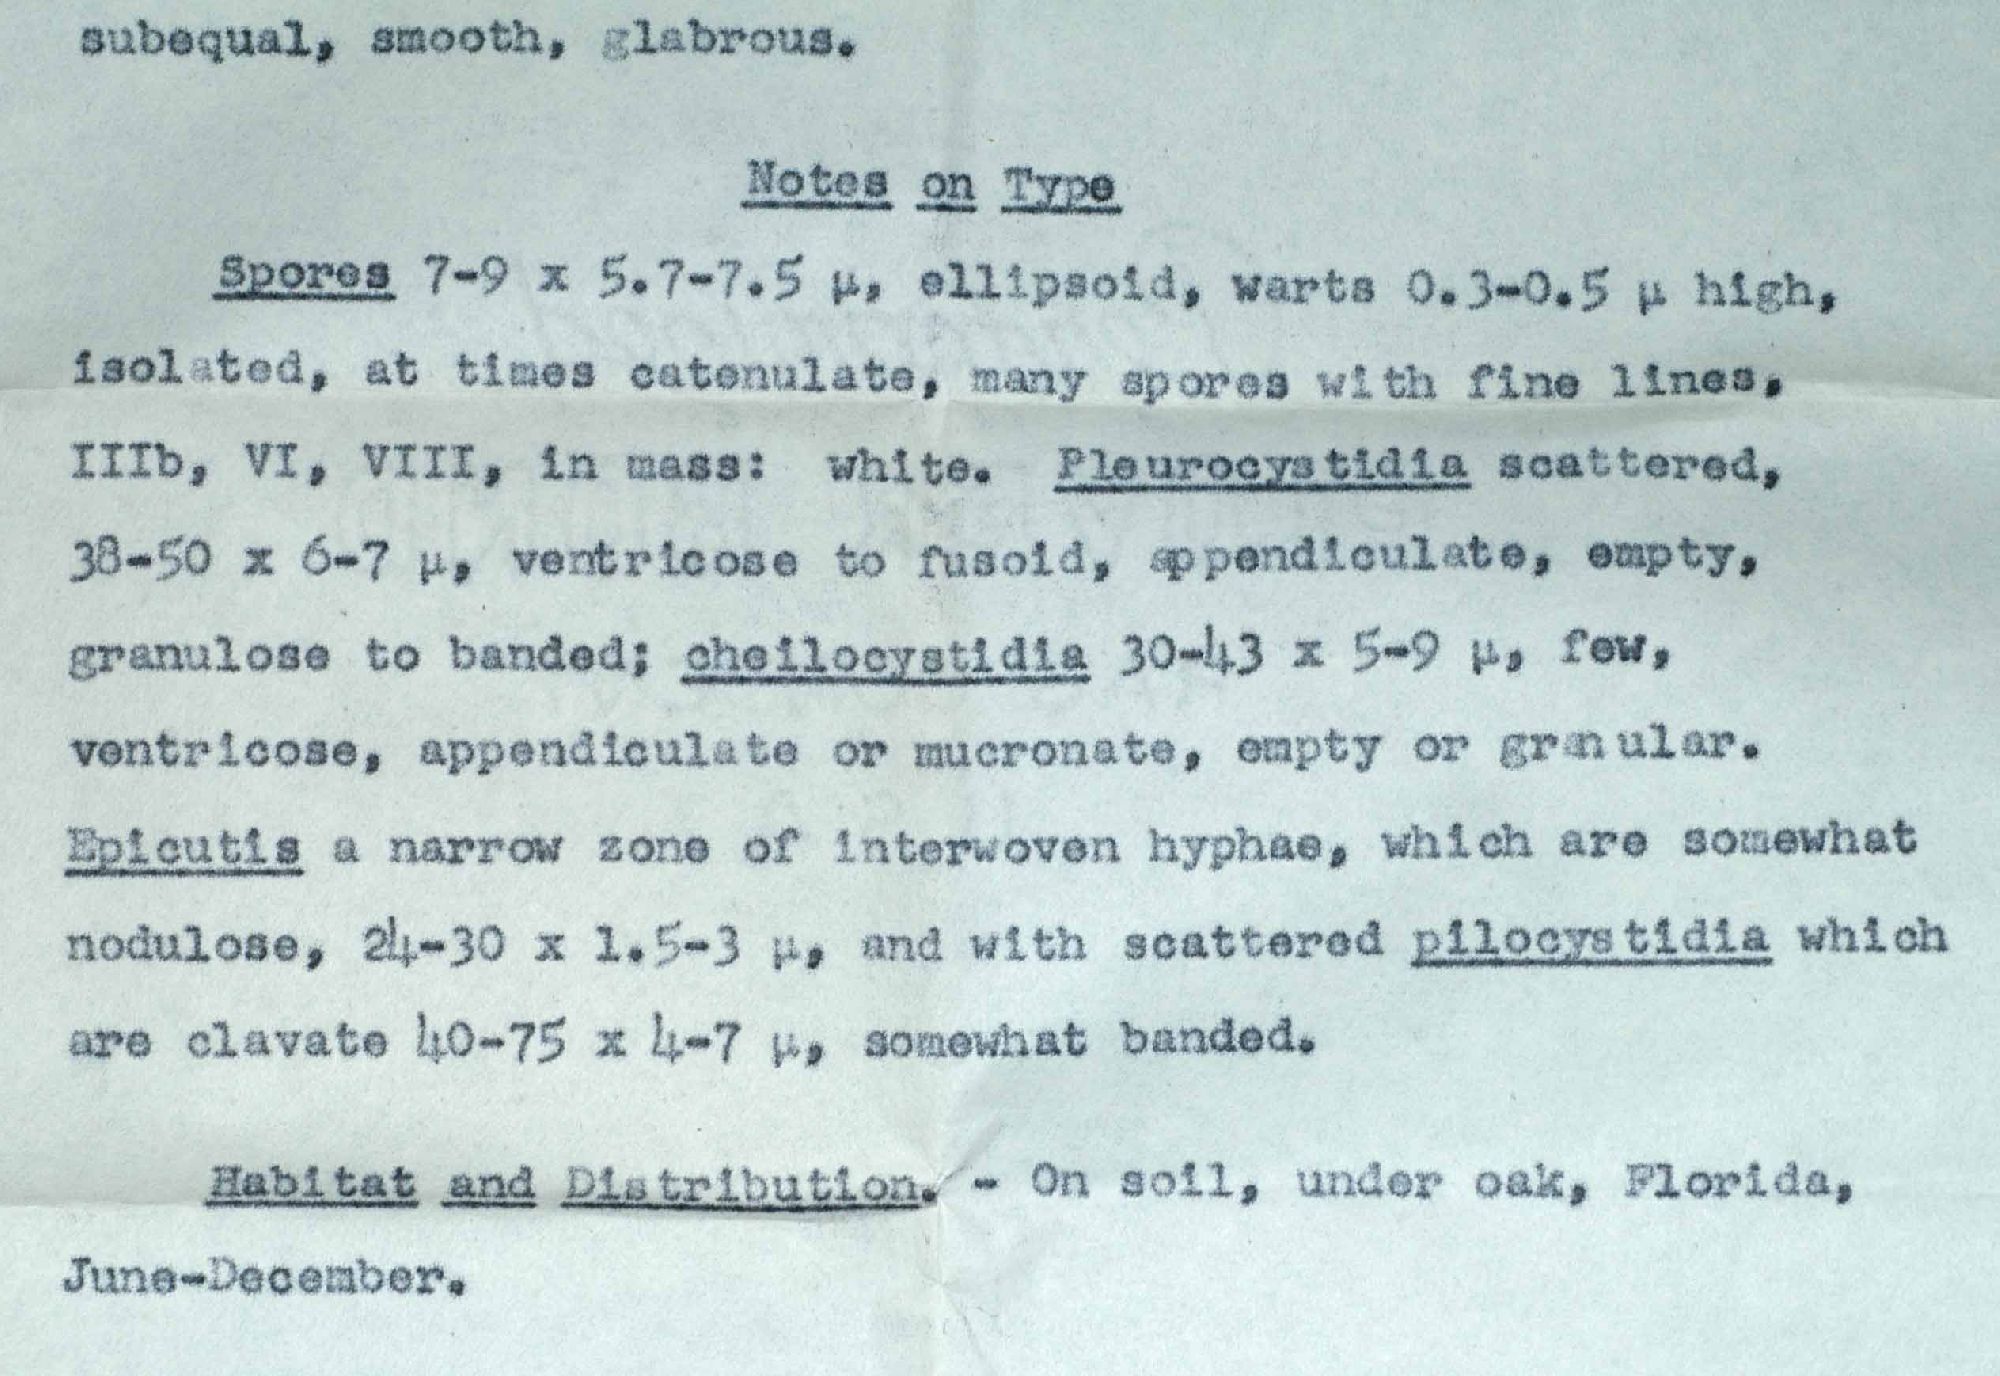 subequal, smooth, glabrous.
Notes on Type
Spores 7-9 x 5.7-7.5 µ, ellipsoid, warts 0.3-0.5 µ high,
isolated, at times catenulate, many spores with fine lines,
IIIb, VI, VIII, in mass: white. Pleurocystidia scattered,
38-50 x 6-7 µ, ventricose to fusoid, appendiculate, empty,
granulose to banded; cheilocystidia 30-43 x 5-9 µ, few,
ventricose, appendiculate or mucronate, empty or granular.
Epicutis a narrow zone of interwoven hyphae, which are somewhat
nodulose, 24-30 x 1.5-3 µ, and with scattered pilocystidia which
are clavate 40-75 x 4-7 µ, somewhat banded.
Habitat and Distribution. - On soil, under oak, Florida,
June-December.